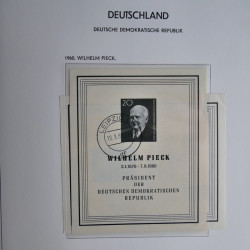 DEUTSCHLAND
DEUTSCHE DEMOKRATISCHE REPUBLIK
1960, WILHELM PIECK,
20
LEIPZIG
WILHELM PIECK
3.1.1876 - 7.9.1960
PRÄSIDENT
DER
DEUTSCHEN DEMOKRATISCHEN
REPUBLIK